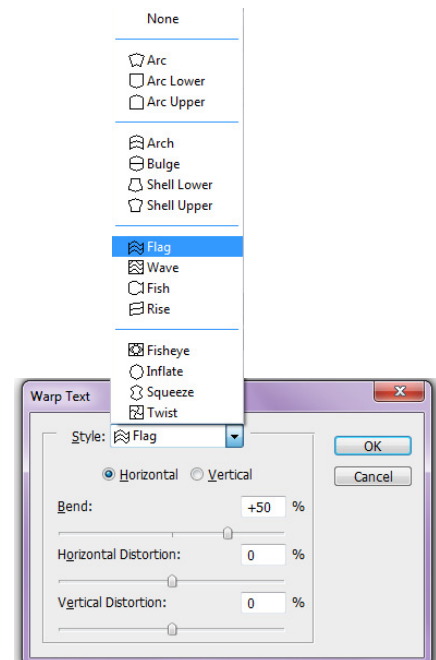 None
Arc
Arc Lower
Arc Upper
Arch
Bulge
Shell Lower
Shell Upper
Flag
Wave
Fish
Rise
Fisheye
Inflate
Squeeze
Twist
Warp Text
Style: Flag
OK
Horizontal Vertical
Cancel
Bend: +50 %
Horizontal Distortion: 0 %
Vertical Distortion: 0 %